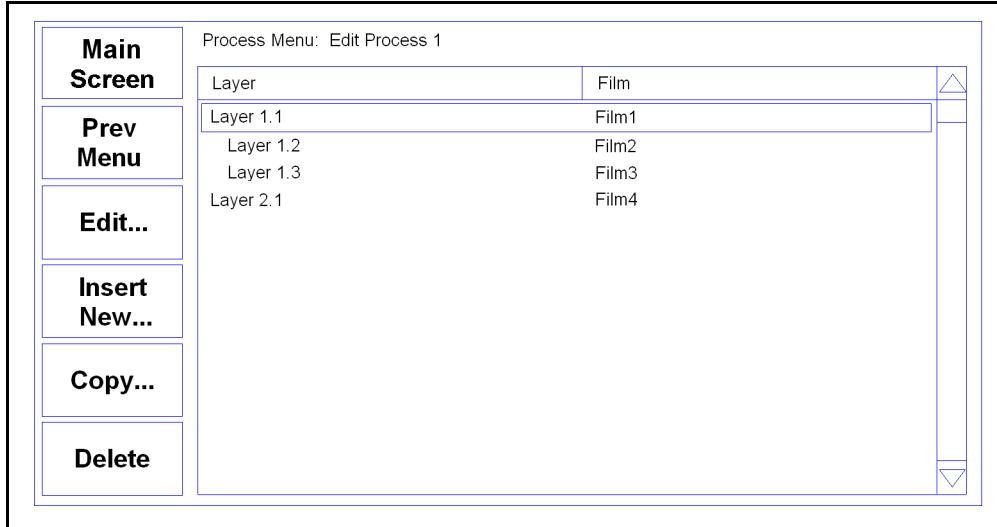 Main
Screen
Prev
Menu
Edit...
Insert
New...
Copy...
Delete
Process Menu: Edit Process 1
Layer Film
Layer 1.1 Film1
Layer 1.2 Film2
Layer 1.3 Film3
Layer 2.1 Film4